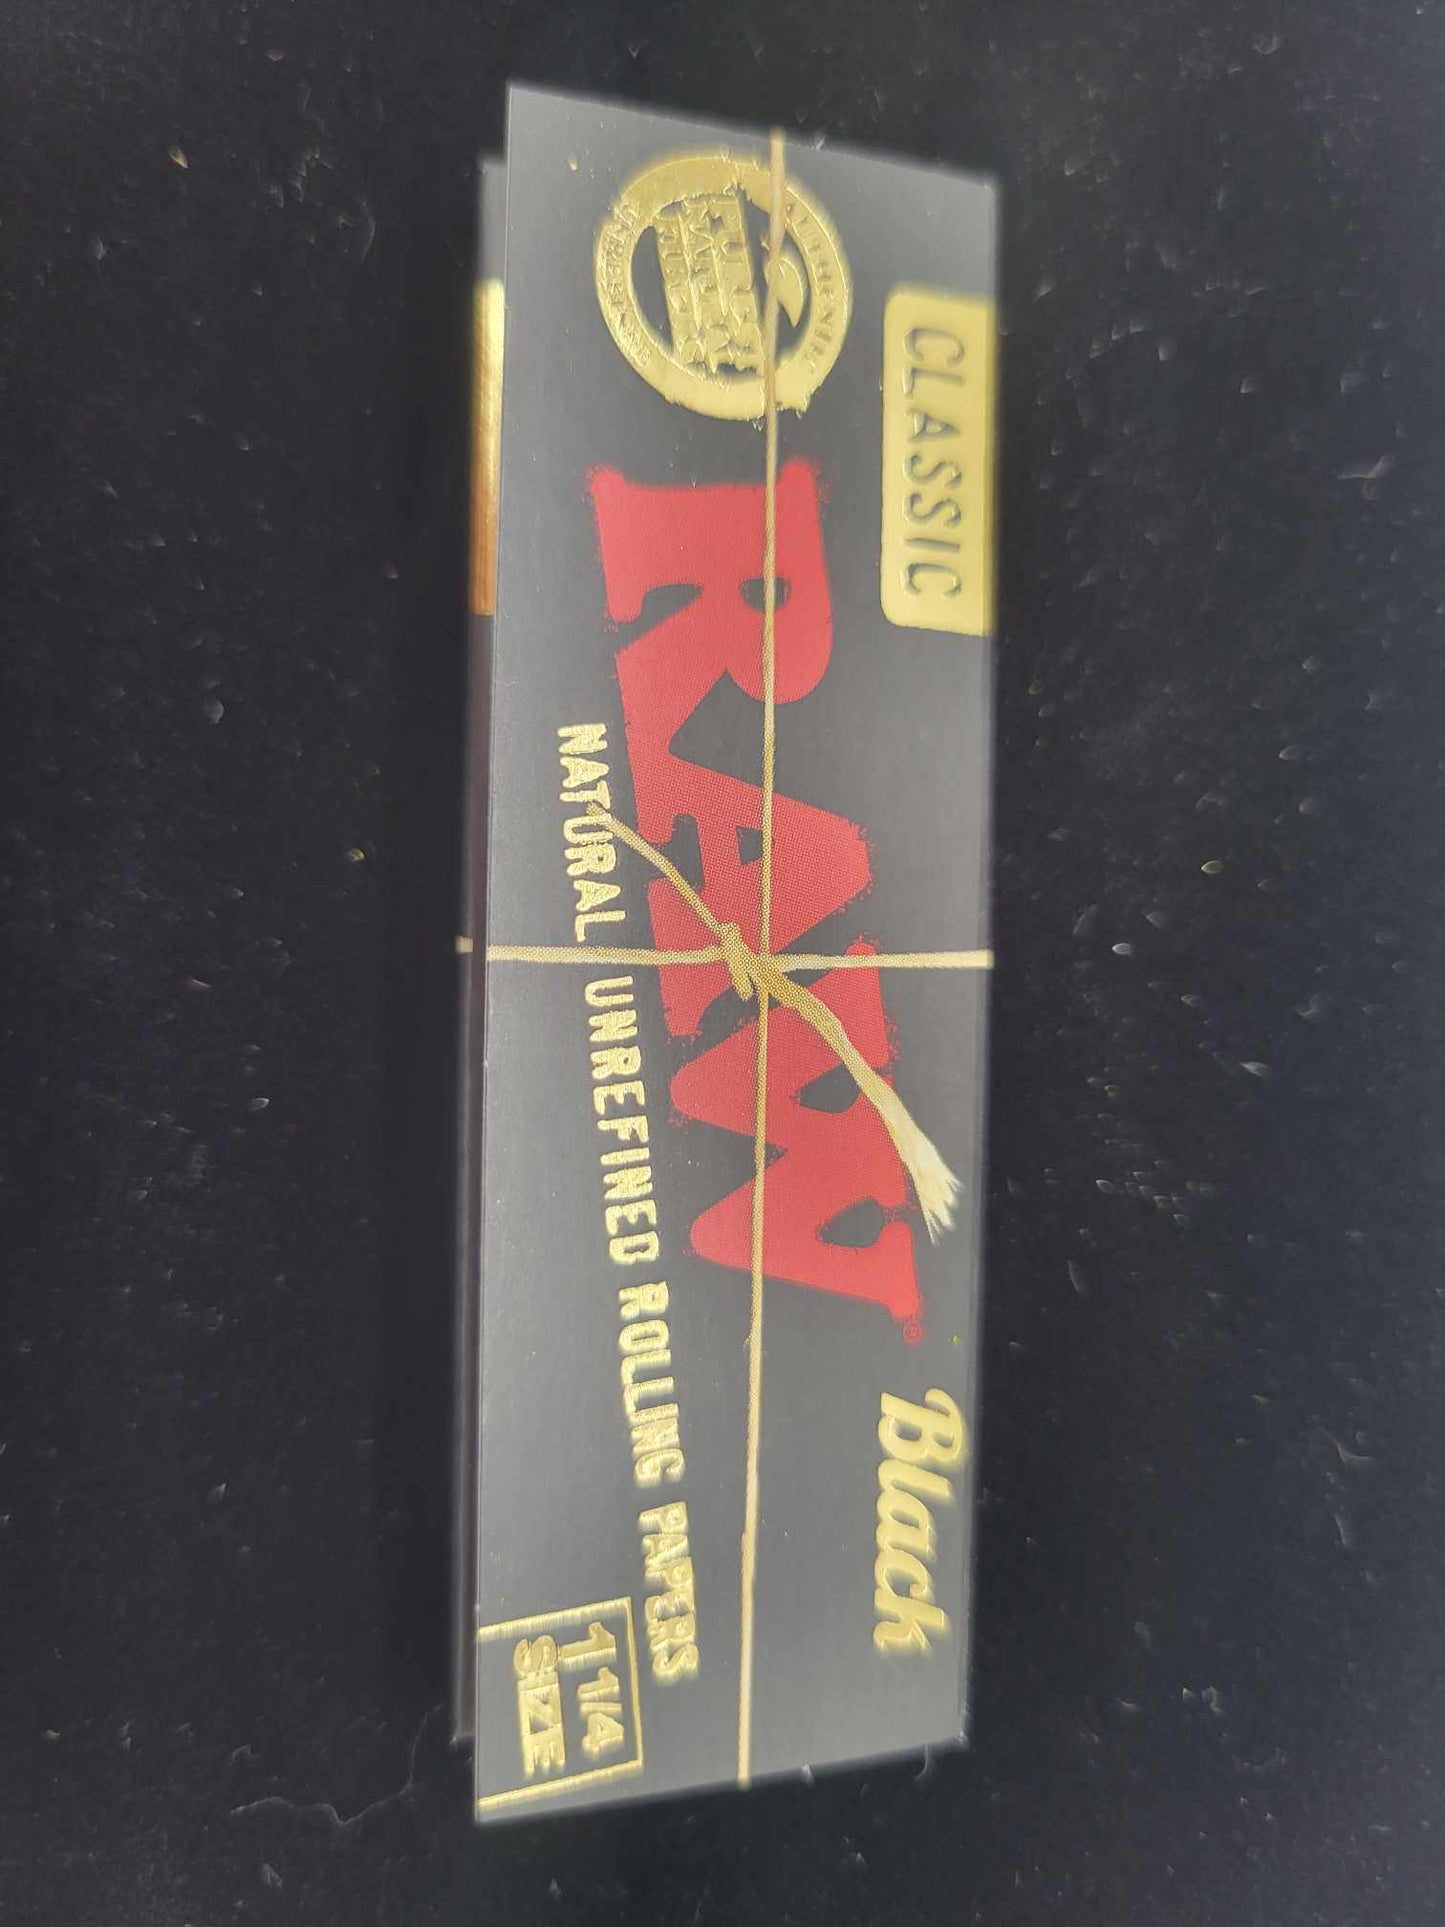 CLASSIC
RAW®
Black
NATURAL UNREFINED ROLLING PAPERS
1 1/4
SIZE